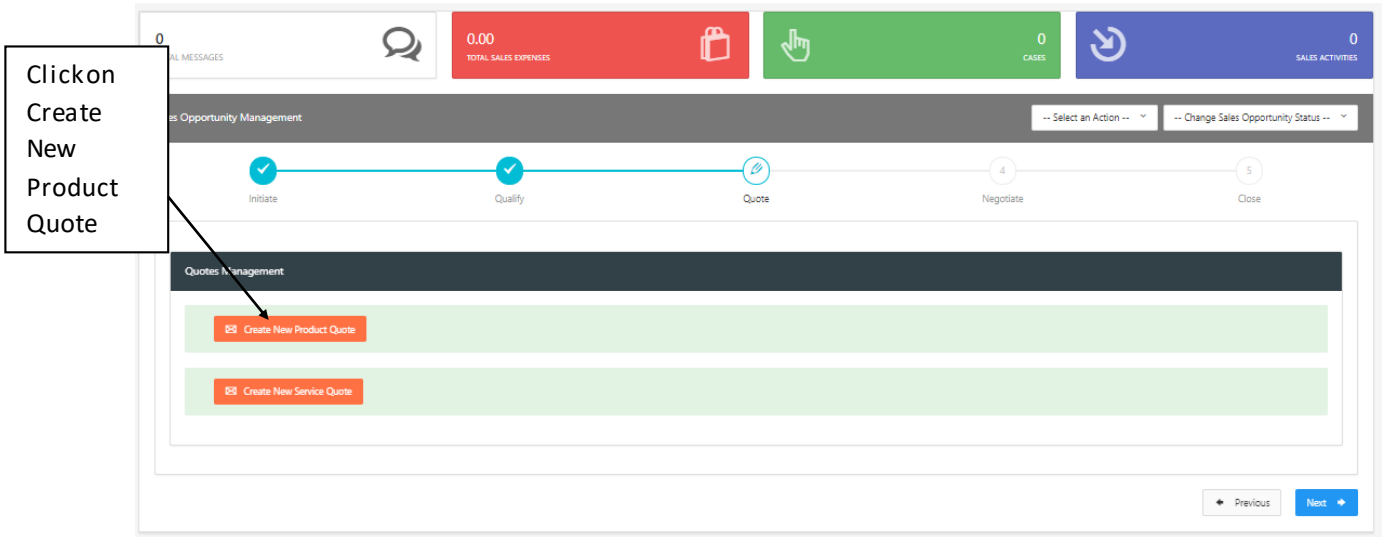 0
AL MESSAGES
0.00
TOTAL SALES EXPENSES
0
CASES
0
SALES ACTIVITIES
Clickon
Create
New
Product
Quote
es Opportunity Management
-- Select an Action --
-- Change Sales Opportunity Status --
4
5
Initiate
Qualify
Quote
Negotiate
Close
Quotes Management
Create New Product Quote
Create New Service Quote
Previous
Next